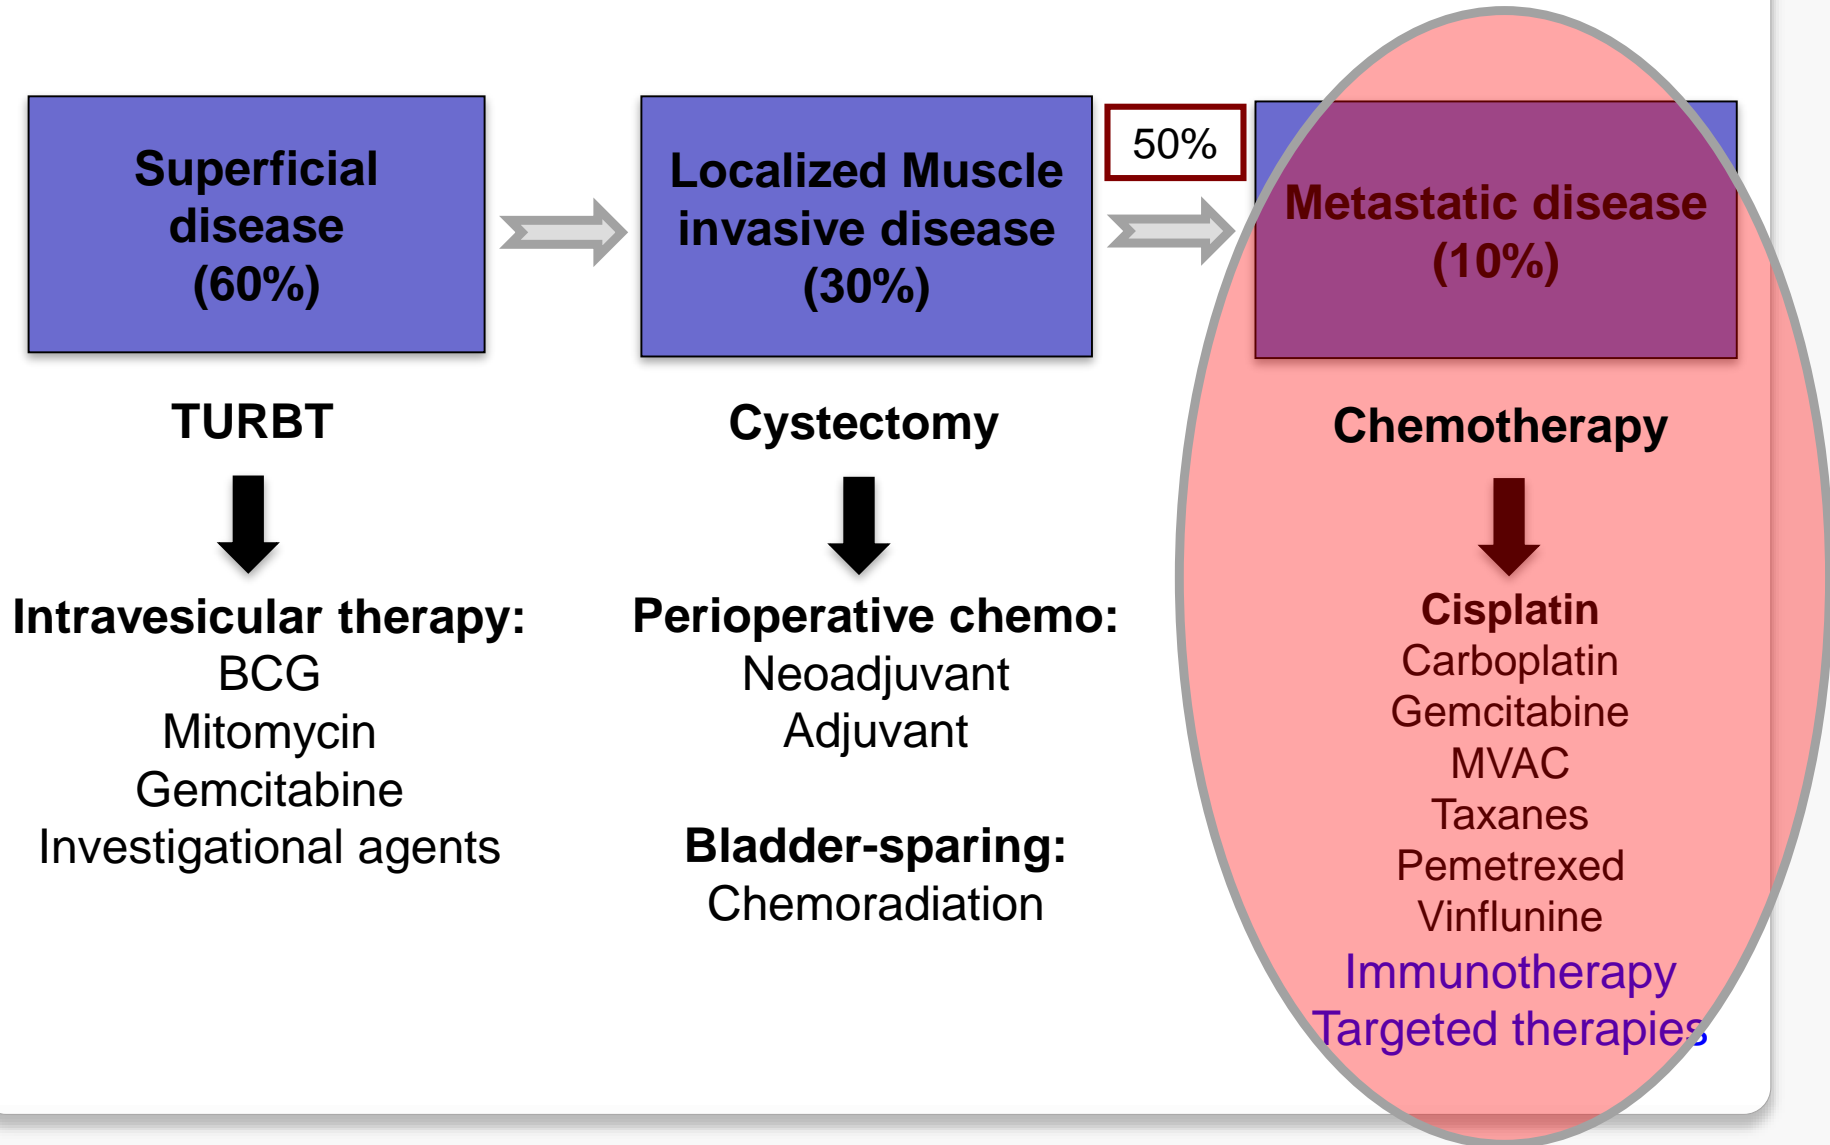 Superficial
disease
(60%)
TURBT
Intravesicular therapy:
BCG
Mitomycin
Gemcitabine
Investigational agents
Localized Muscle
invasive disease
(30%)
Cystectomy
Perioperative chemo:
Neoadjuvant
Adjuvant
Bladder-sparing:
Chemoradiation
50%
Metastatic disease
(10%)
Chemotherapy
Cisplatin
Carboplatin
Gemcitabine
MVAC
Taxanes
Pemetrexed
Vinflunine
Immunotherapy
Targeted therapies